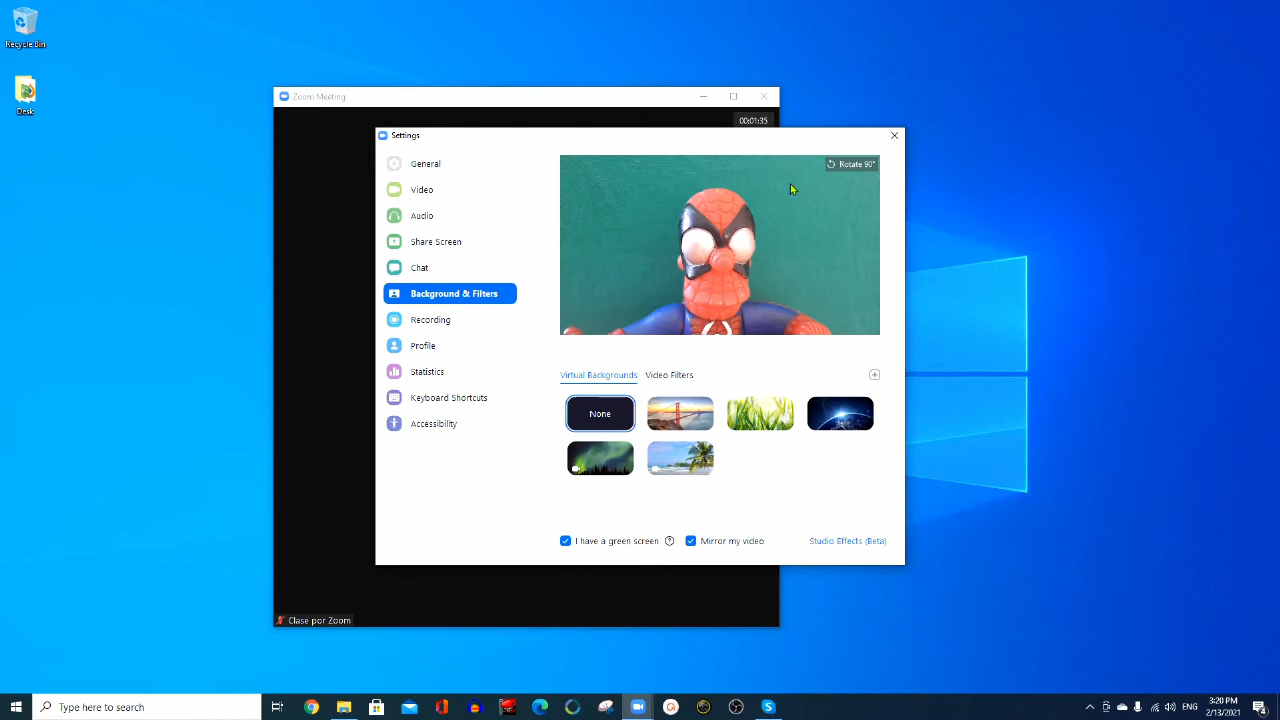 Recycle Bin
Desk
Zoom Meeting
00:01:35
Settings
General
Video
Audio
Share Screen
Chat
Background & Filters
Recording
Profile
Statistics
Keyboard Shortcuts
Accessibility
Rotate 90°
Virtual Backgrounds
Video Filters
None
I have a green screen
Mirror my video
Studio Effects (Beta)
Clase por Zoom
Type here to search
ENG
3:20 PM
2/13/2021
4